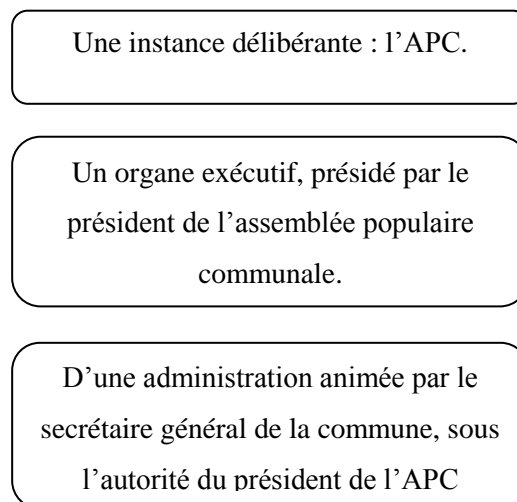 Une instance délibérante : l’APC.
Un organe exécutif, présidé par le
président de l’assemblée populaire
communale.
D’une administration animée par le
secrétaire général de la commune, sous
l’autorité du président de l’APC